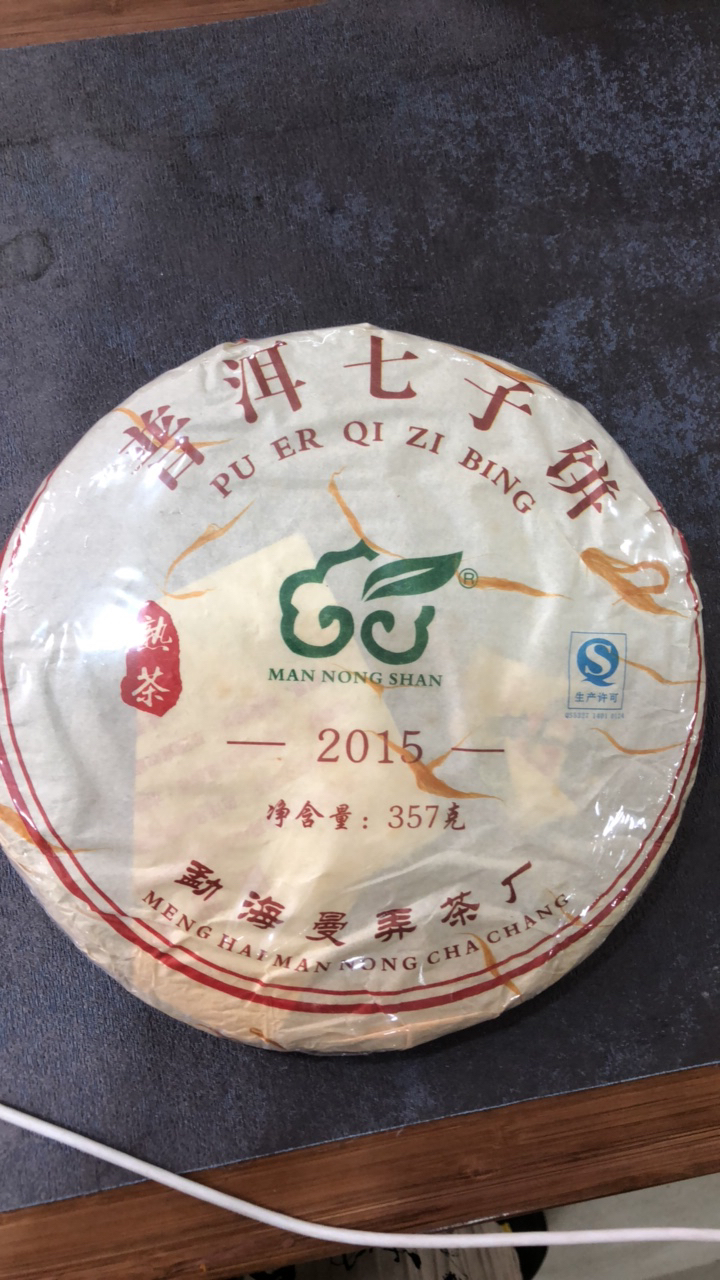 普洱七子饼
PU ER QI ZI BING
®
MAN NONG SHAN
熟茶
S
生产许可
— 2015 —
净含量：357克
勐海曼弄茶厂
MENG HAI MAN NONG CHA CHANG